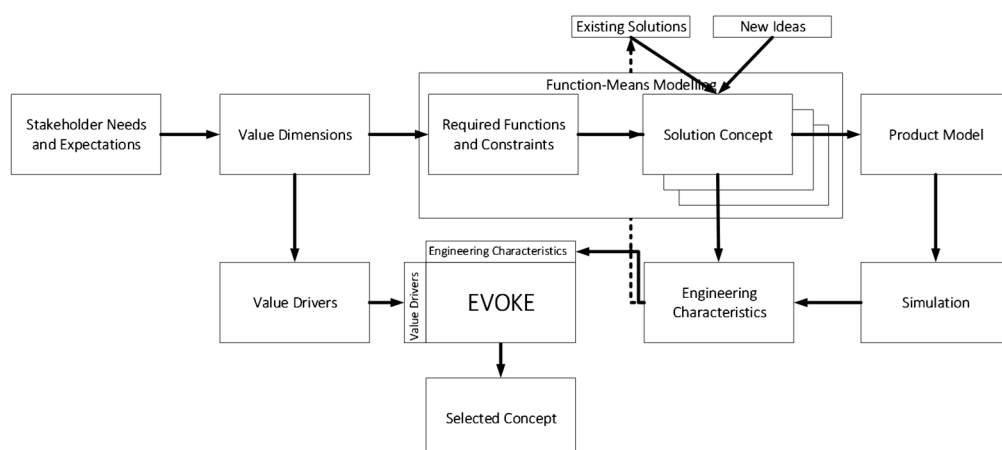 Existing Solutions
New Ideas
Function-Means Modelling
Stakeholder Needs
and Expectations
Value Dimensions
Required Functions
and Constraints
Solution Concept
Product Model
Engineering Characteristics
Value Drivers
Value Drivers
EVOKE
Engineering
Characteristics
Simulation
Selected Concept